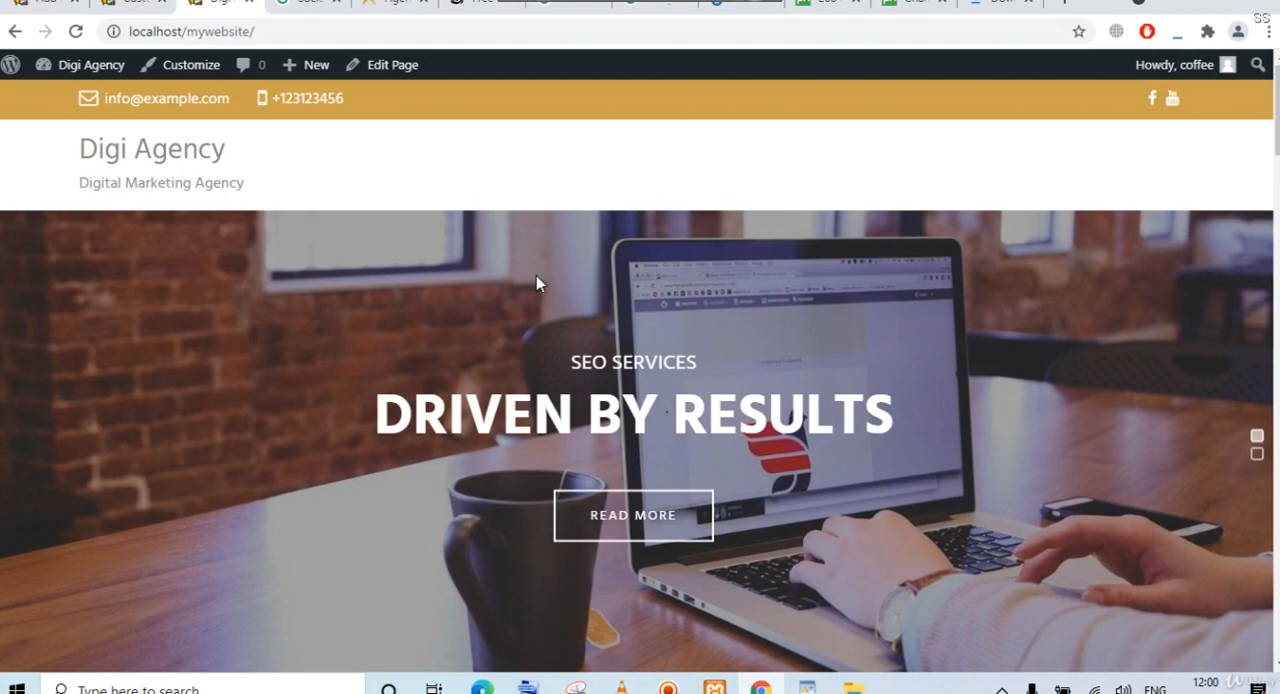 SS
localhost/mywebsite/
Digi Agency Customize 0 New Edit Page Howdy, coffee
info@example.com +123123456
Digi Agency
Digital Marketing Agency
SEO SERVICES
DRIVEN BY RESULTS
READ MORE
Type here to search
ENG
12:00